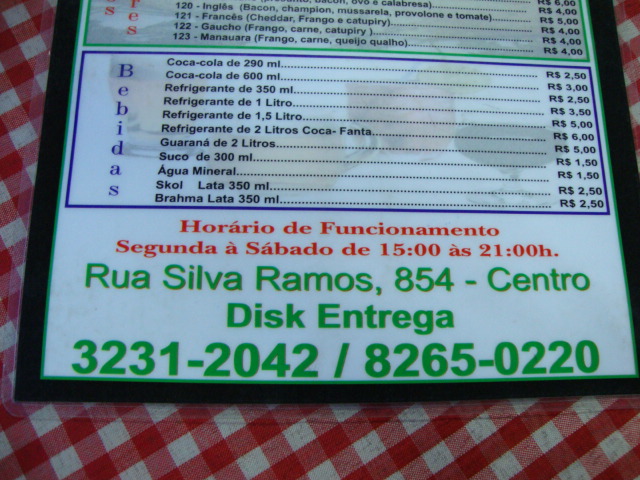 bacon, ovo e calabresa) R$ 6,00
120 - Inglês (Bacon, champion, mussarela, provolone e tomate) R$ 4,00
121 - Francês (Cheddar, Frango e catupiry) R$ 5,00
122 - Gaucho (Frango, carne, catupiry ) R$ 4,00
123 - Manauara (Frango, carne, queijo qualho) R$ 4,00
R$ 4,00
Bebidas
Coca-cola de 290 ml R$ 2,50
Coca-cola de 600 ml R$ 3,00
Refrigerante de 350 ml R$ 2,50
Refrigerante de 1 Litro R$ 3,50
Refrigerante de 1,5 Litro R$ 5,00
Refrigerante de 2 Litros Coca- Fanta R$ 6,00
Guaraná de 2 Litros R$ 5,00
Suco de 300 ml R$ 1,50
Água Mineral R$ 1,50
Skol Lata 350 ml R$ 2,50
Brahma Lata 350 ml R$ 2,50
Horário de Funcionamento
Segunda à Sábado de 15:00 às 21:00h.
Rua Silva Ramos, 854 - Centro
Disk Entrega
3231-2042 / 8265-0220